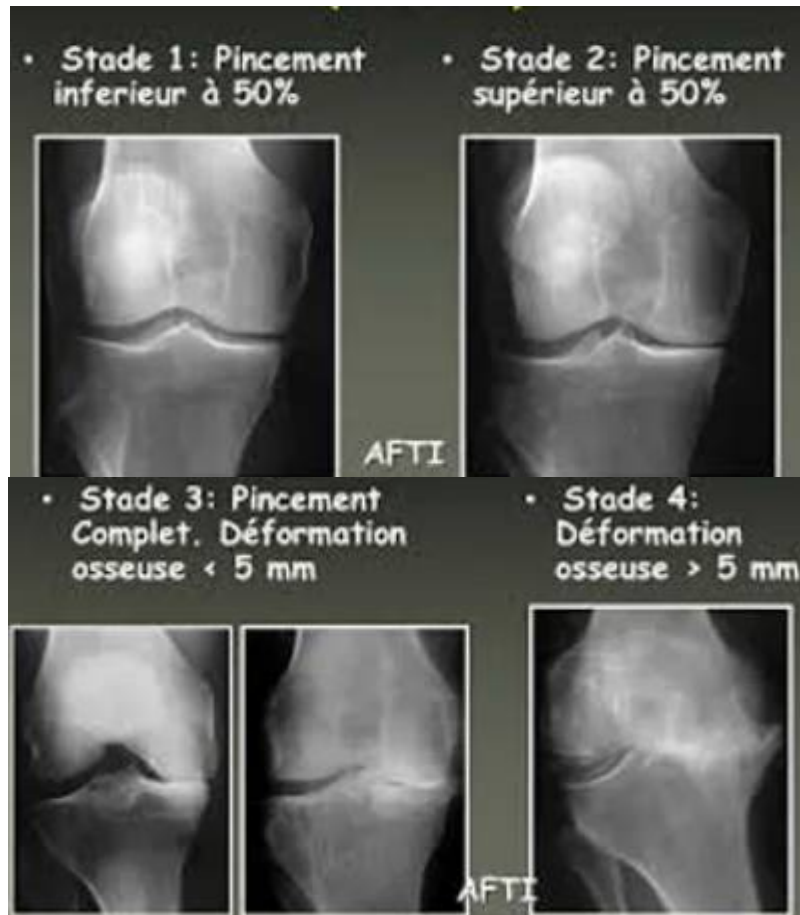 • Stade 1: Pincement
inferieur à 50%
• Stade 2: Pincement
supérieur à 50%
AFTI
• Stade 3: Pincement
Complet. Déformation
osseuse < 5 mm
• Stade 4:
Déformation
osseuse > 5 mm
AFTI